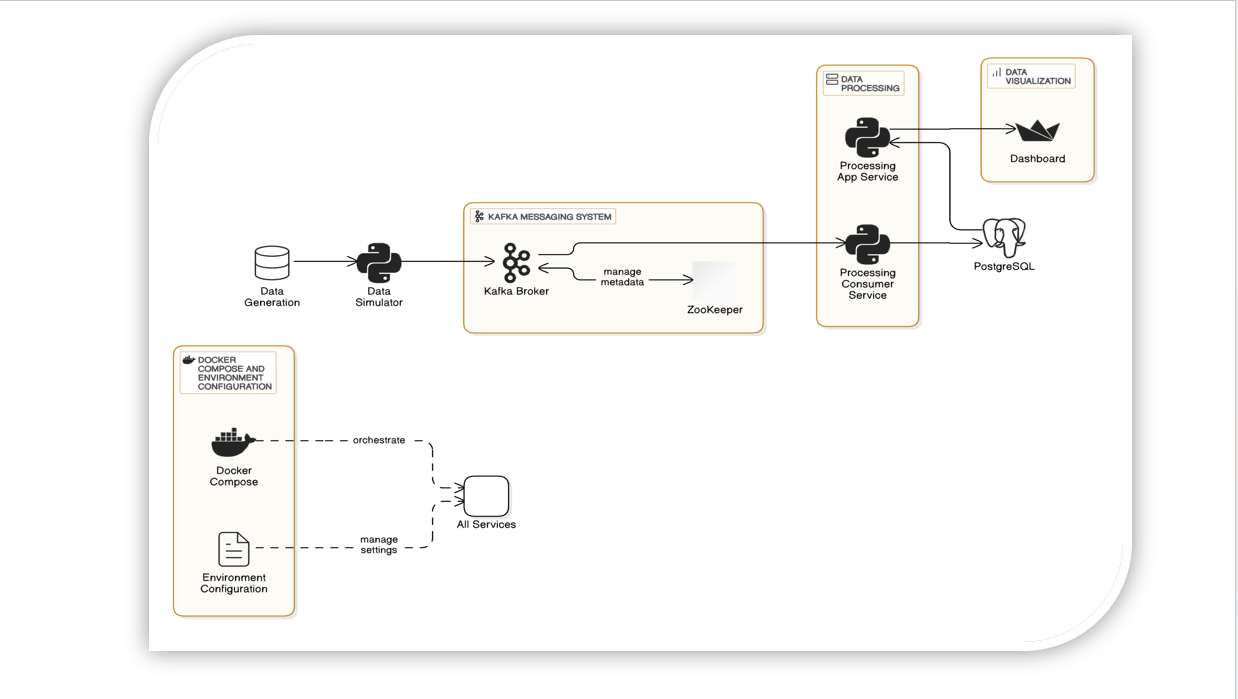 DATA
PROCESSING
Processing
App Service
DATA
VISUALIZATION
Dashboard
KAFKA MESSAGING SYSTEM
Data
Generation
Data
Simulator
Kafka Broker
manage
metadata
ZooKeeper
Processing
Consumer
Service
PostgreSQL
DOCKER
COMPOSE AND
ENVIRONMENT
CONFIGURATION
Docker
Compose
orchestrate
All Services
manage
settings
Environment
Configuration